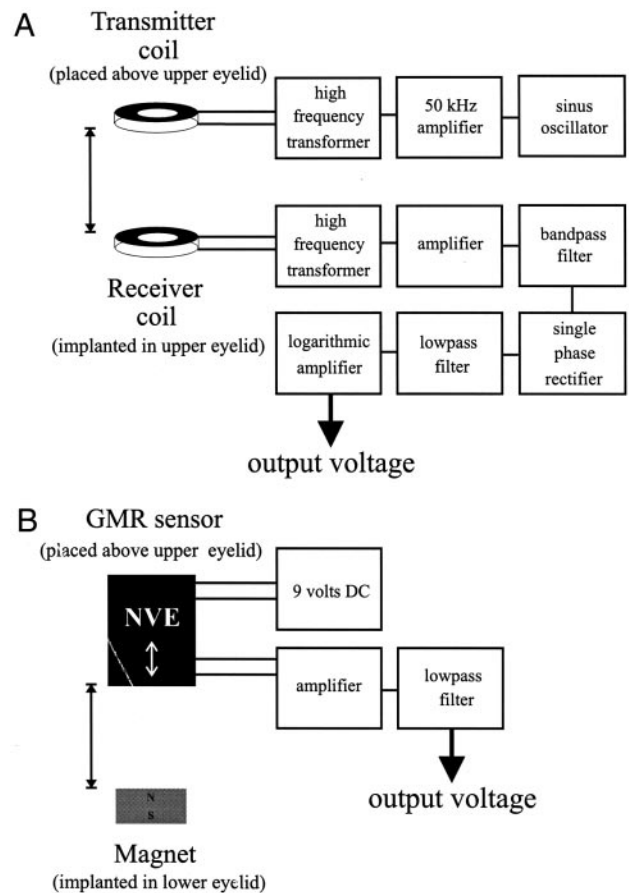 A
Transmitter
coil
(placed above upper eyelid)
high
frequency
transformer
50 kHz
amplifier
sinus
oscillator
high
frequency
transformer
amplifier
bandpass
filter
Receiver
coil
(implanted in upper eyelid)
logarithmic
amplifier
lowpass
filter
single
phase
rectifier
output voltage
B
GMR sensor
(placed above upper eyelid)
NVE
9 volts DC
amplifier
lowpass
filter
output voltage
N
S
Magnet
(implanted in lower eyelid)